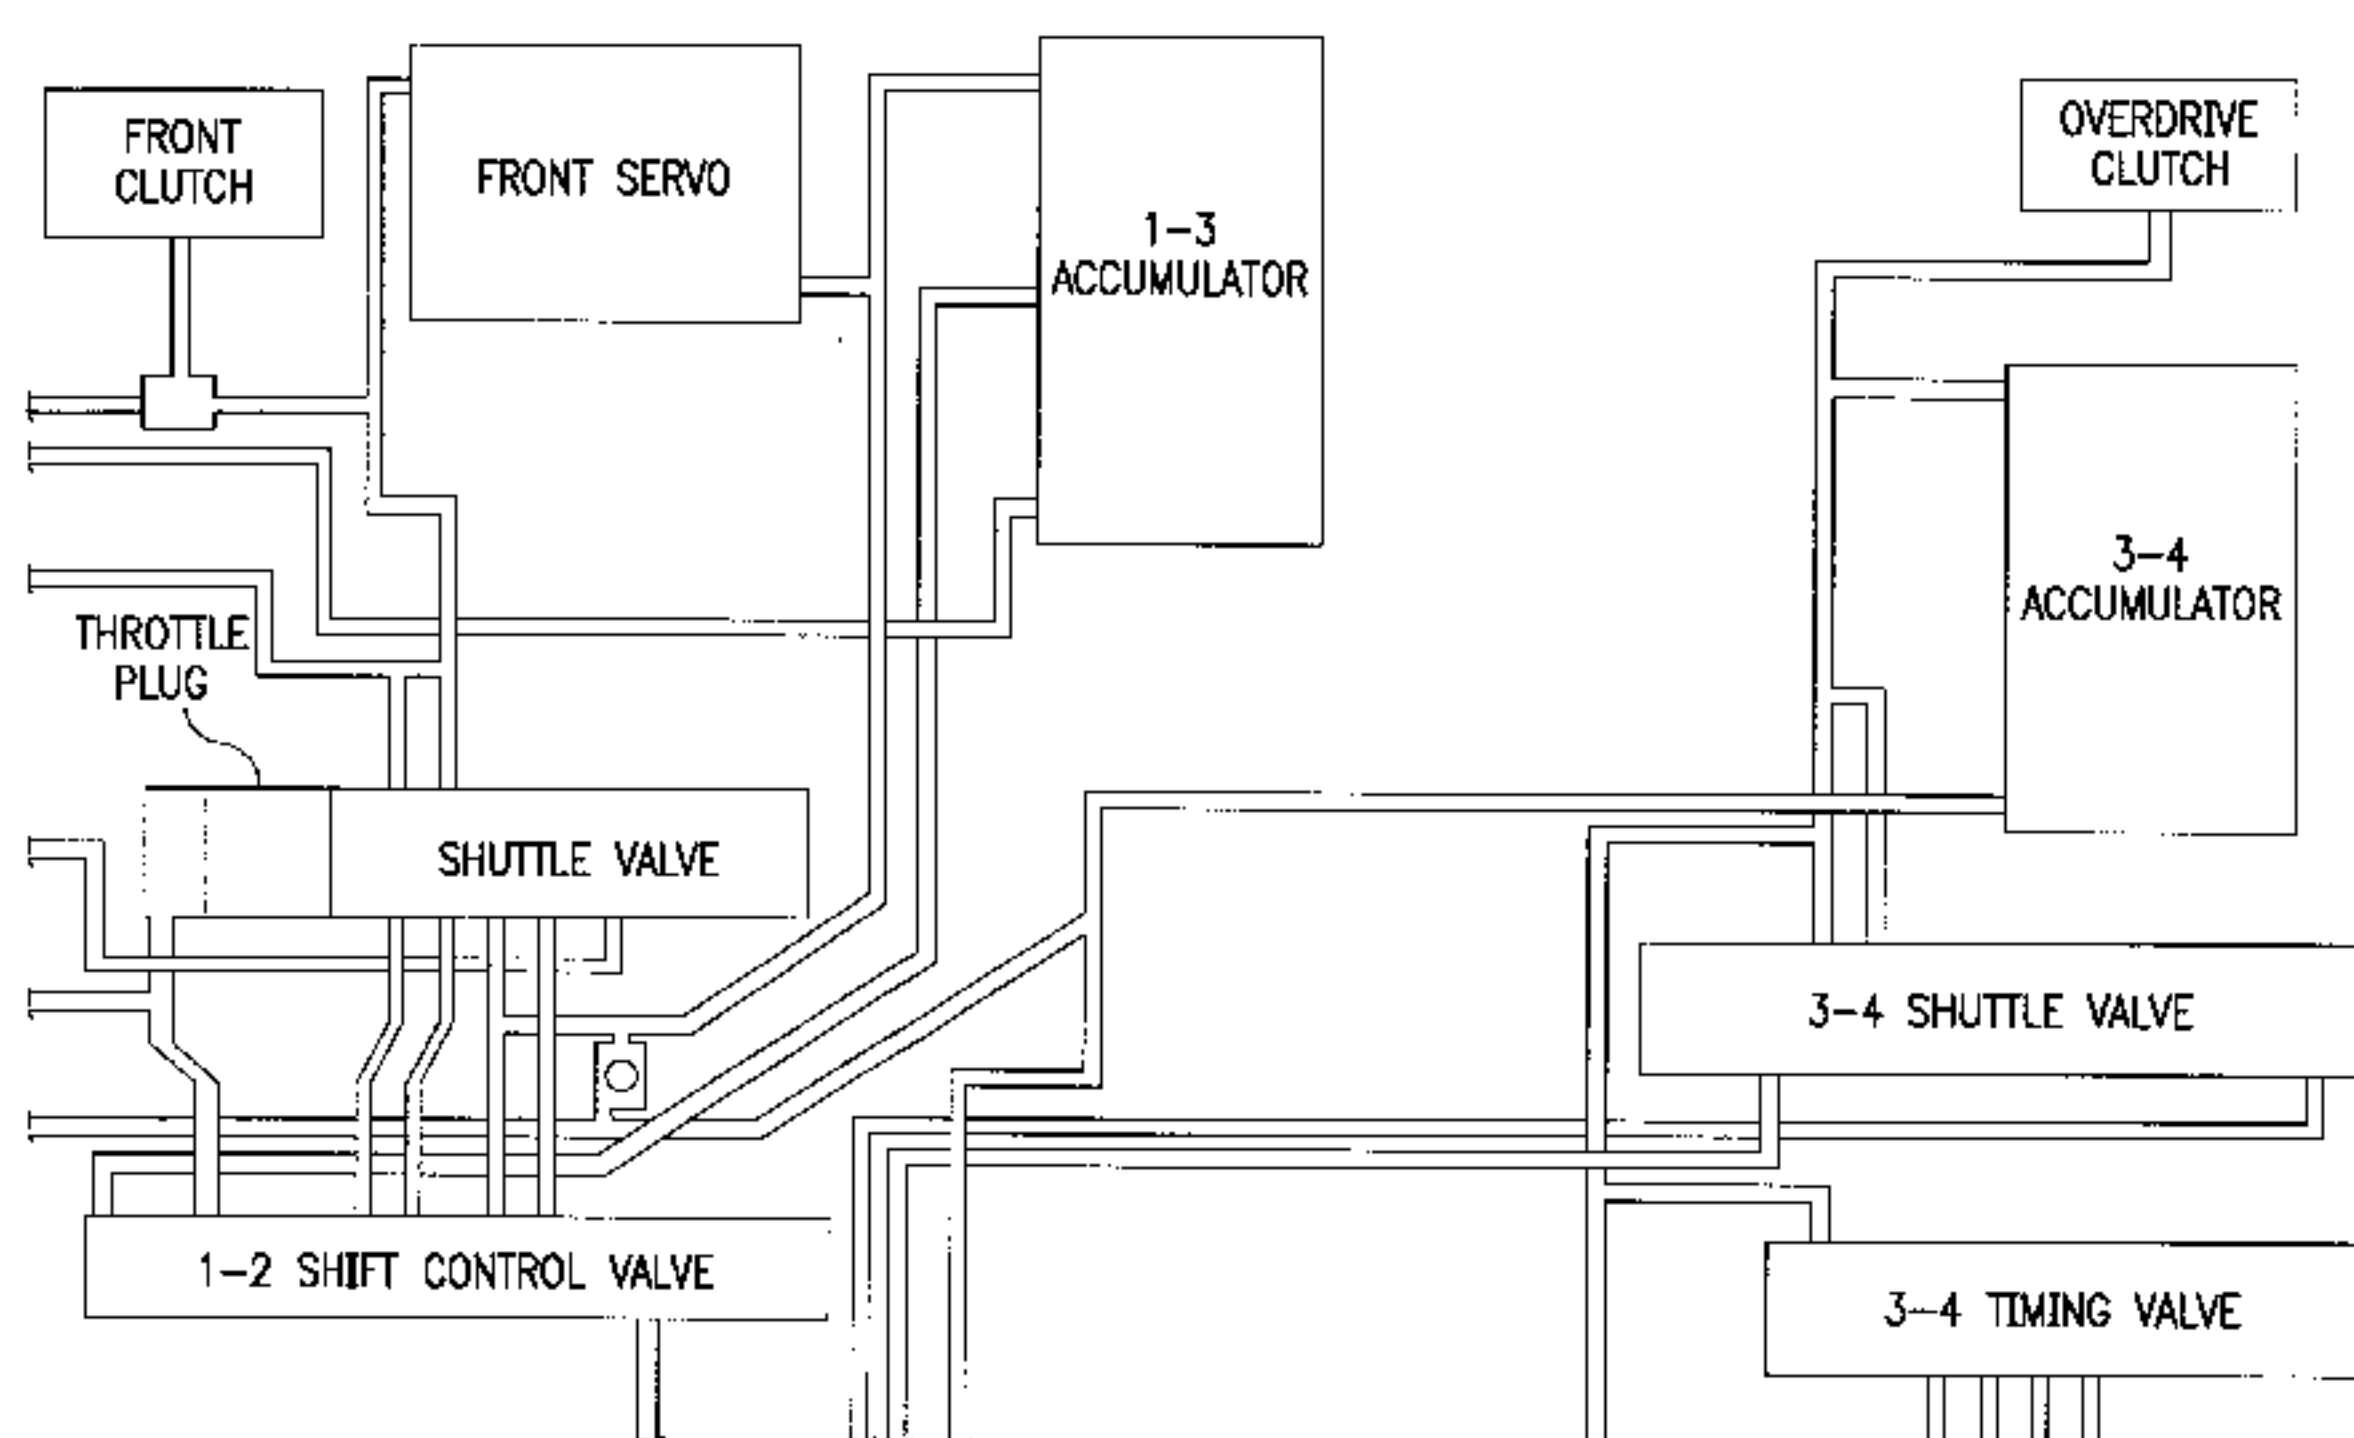 FRONT
CLUTCH
FRONT SERVO
1-3
ACCUMULATOR
OVERDRIVE
CLUTCH
3-4
ACCUMULATOR
THROTTLE
PLUG
SHUTTLE VALVE
3-4 SHUTTLE VALVE
1-2 SHIFT CONTROL VALVE
3-4 TIMING VALVE